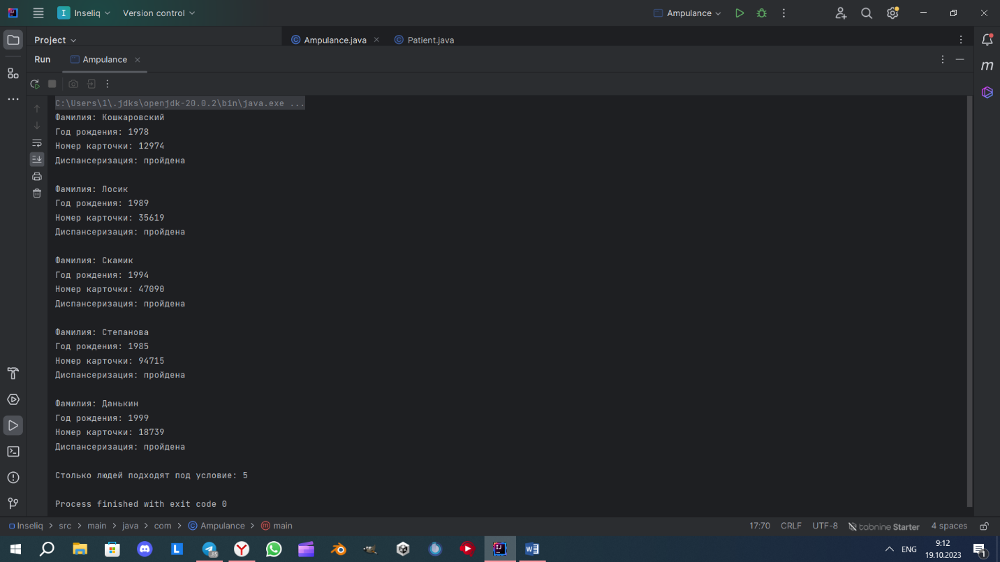 I Inseliq Version control Ampulance
Project Ampulance.java Patient.java
Run Ampulance
C:\Users\1\.jdks\openjdk-20.0.2\bin\java.exe ...
Фамилия: Кошкаровский
Год рождения: 1978
Номер карточки: 12974
Диспансеризация: пройдена
Фамилия: Лосик
Год рождения: 1989
Номер карточки: 35619
Диспансеризация: пройдена
Фамилия: Скамик
Год рождения: 1994
Номер карточки: 47090
Диспансеризация: пройдена
Фамилия: Степанова
Год рождения: 1985
Номер карточки: 94715
Диспансеризация: пройдена
Фамилия: Данькин
Год рождения: 1999
Номер карточки: 18739
Диспансеризация: пройдена
Столько людей подходят под условие: 5
Process finished with exit code 0
Inseliq > src > main > java > com > Ampulance > main 17:70 CRLF UTF-8 tabnine Starter 4 spaces
85 ENG 9:12
19.10.2023 1